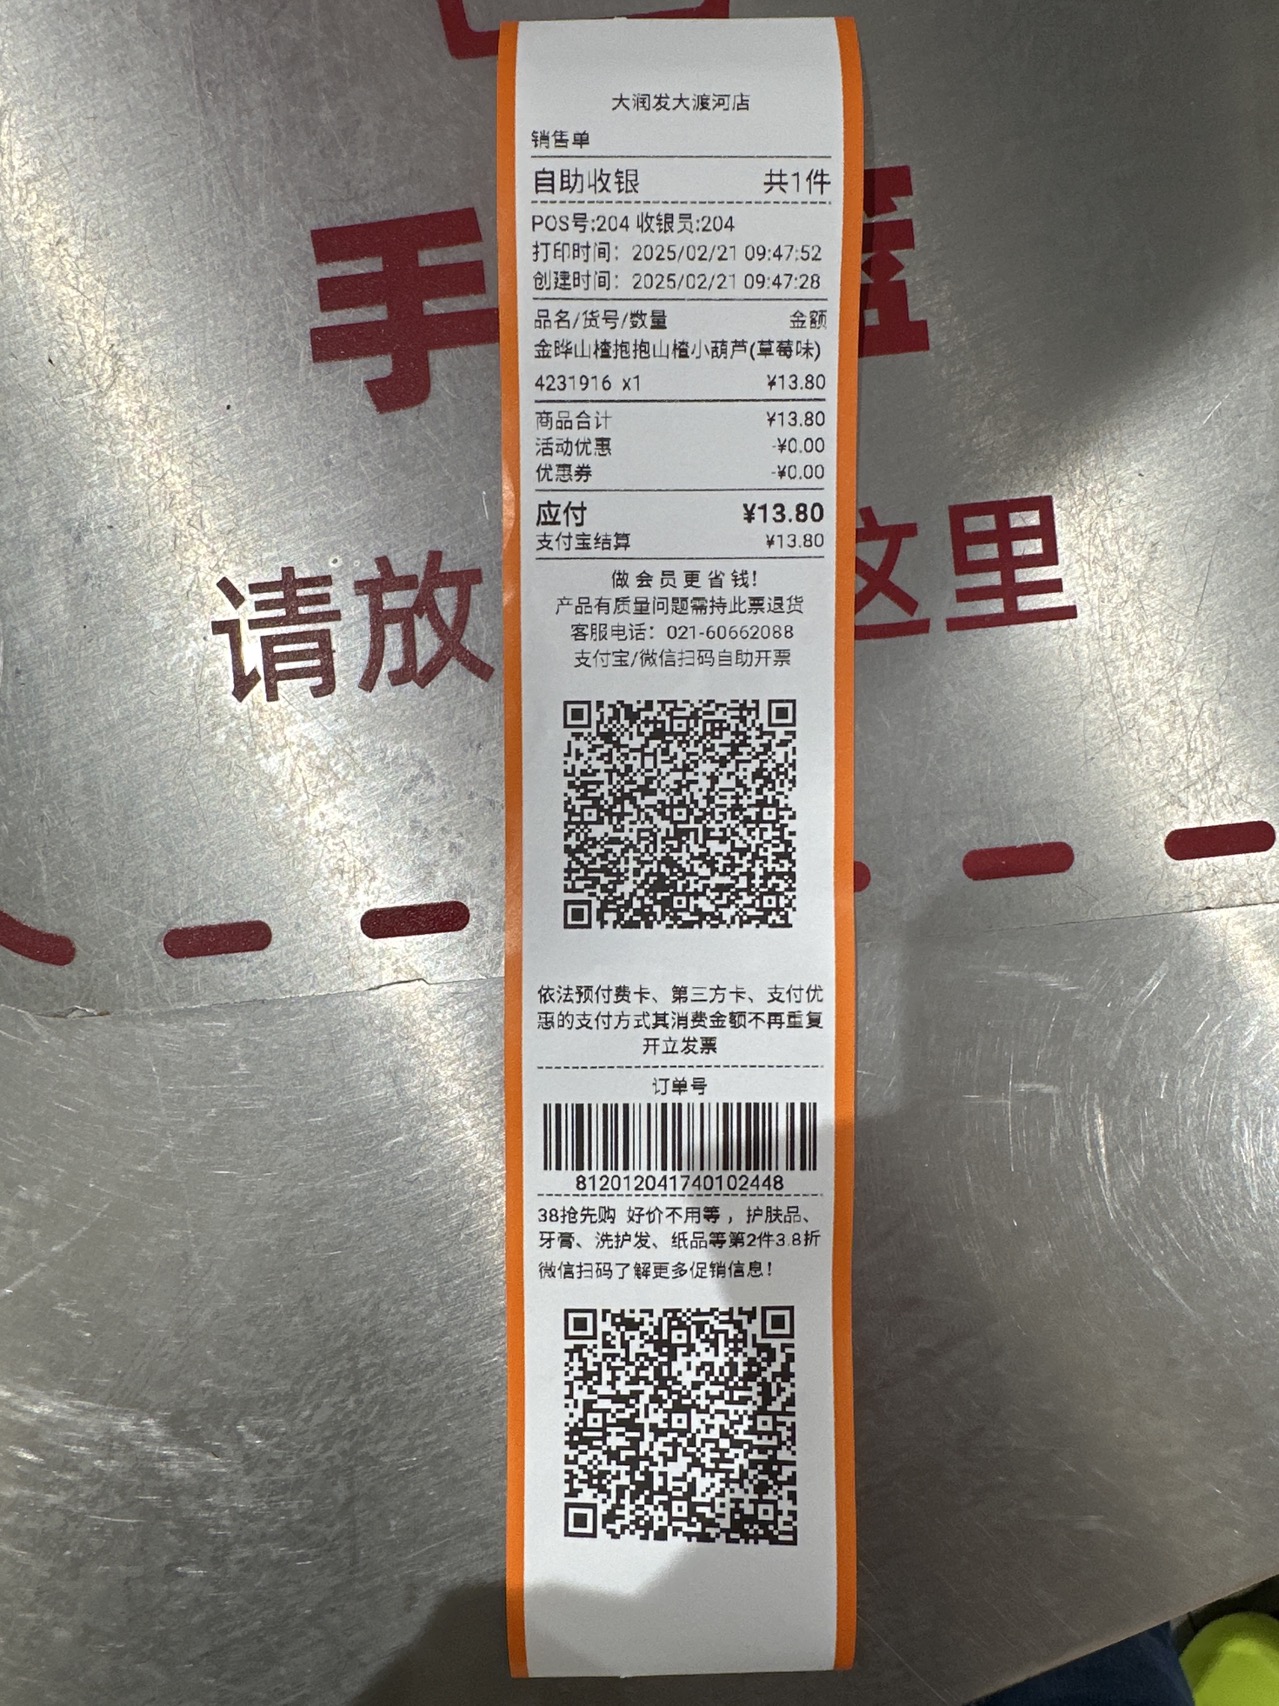 大润发大渡河店
销售单
自助收银 共1件
POS号:204 收银员:204
打印时间: 2025/02/21 09:47:52
创建时间: 2025/02/21 09:47:28
品名/货号/数量 金额
金晔山楂抱抱山楂小葫芦(草莓味)
4231916 x1 ¥13.80
商品合计 ¥13.80
活动优惠 -¥0.00
优惠券 -¥0.00
应付 ¥13.80
支付宝结算 ¥13.80
做会员更省钱!
产品有质量问题需持此票退货
客服电话: 021-60662088
支付宝/微信扫码自助开票
依法预付费卡、第三方卡、支付优
惠的支付方式其消费金额不再重复
开立发票
订单号
812012041740102448
38抢先购 好价不用等，护肤品、
牙膏、洗护发、纸品等第2件3.8折
微信扫码了解更多促销信息!
手 篮
请放 这里